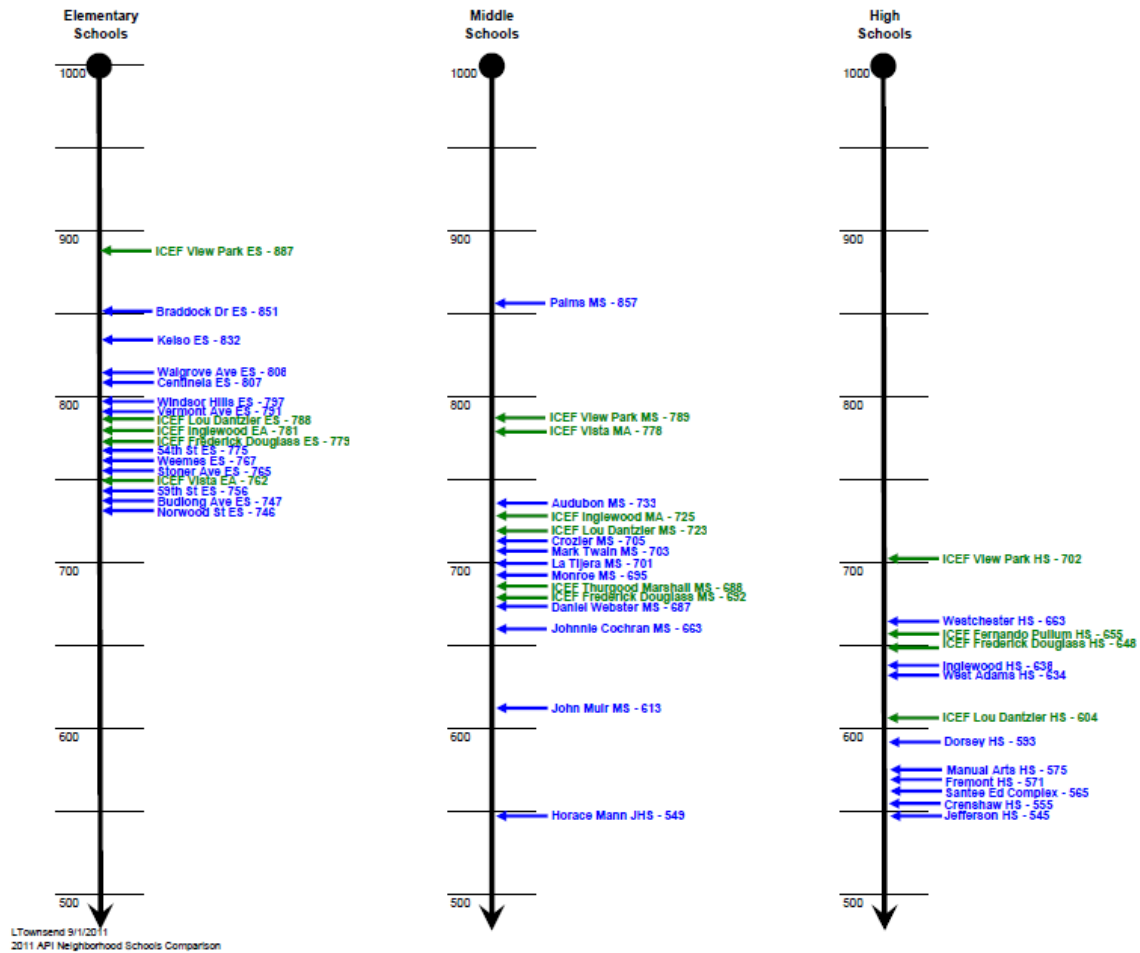 Elementary
Schools
1000
900
ICEF View Park ES - 887
Braddock Dr ES - 851
Kelso ES - 832
Walgrove Ave ES - 808
Centinela ES - 807
800
Windsor Hills ES - 797
Vermont Ave ES - 791
ICEF Lou Dantzler ES - 788
ICEF Inglewood EA - 781
ICEF Frederick Douglass ES - 779
54th St ES - 775
Weemes ES - 767
Stoner Ave ES - 765
ICEF Vista EA - 762
59th St ES - 756
Budlong Ave ES - 747
Norwood St ES - 746
700
600
500
Middle
Schools
1000
900
Palms MS - 857
800
ICEF View Park MS - 789
ICEF Vista MA - 778
Audubon MS - 733
ICEF Inglewood MA - 725
ICEF Lou Dantzler MS - 723
Crozier MS - 705
Mark Twain MS - 703
La Tijera MS - 701
700
Monroe MS - 695
ICEF Thurgood Marshall MS - 688
ICEF Frederick Douglass MS - 692
Daniel Webster MS - 687
Johnnie Cochran MS - 663
John Muir MS - 613
600
Horace Mann JHS - 549
500
High
Schools
1000
900
800
ICEF View Park HS - 702
700
Westchester HS - 663
ICEF Fernando Pullum HS - 655
ICEF Frederick Douglass HS - 648
Inglewood HS - 638
West Adams HS - 634
ICEF Lou Dantzler HS - 604
600
Dorsey HS - 593
Manual Arts HS - 575
Fremont HS - 571
Santee Ed Complex - 565
Crenshaw HS - 555
Jefferson HS - 545
500
LTownsend 9/1/2011
2011 API Neighborhood Schools Comparison